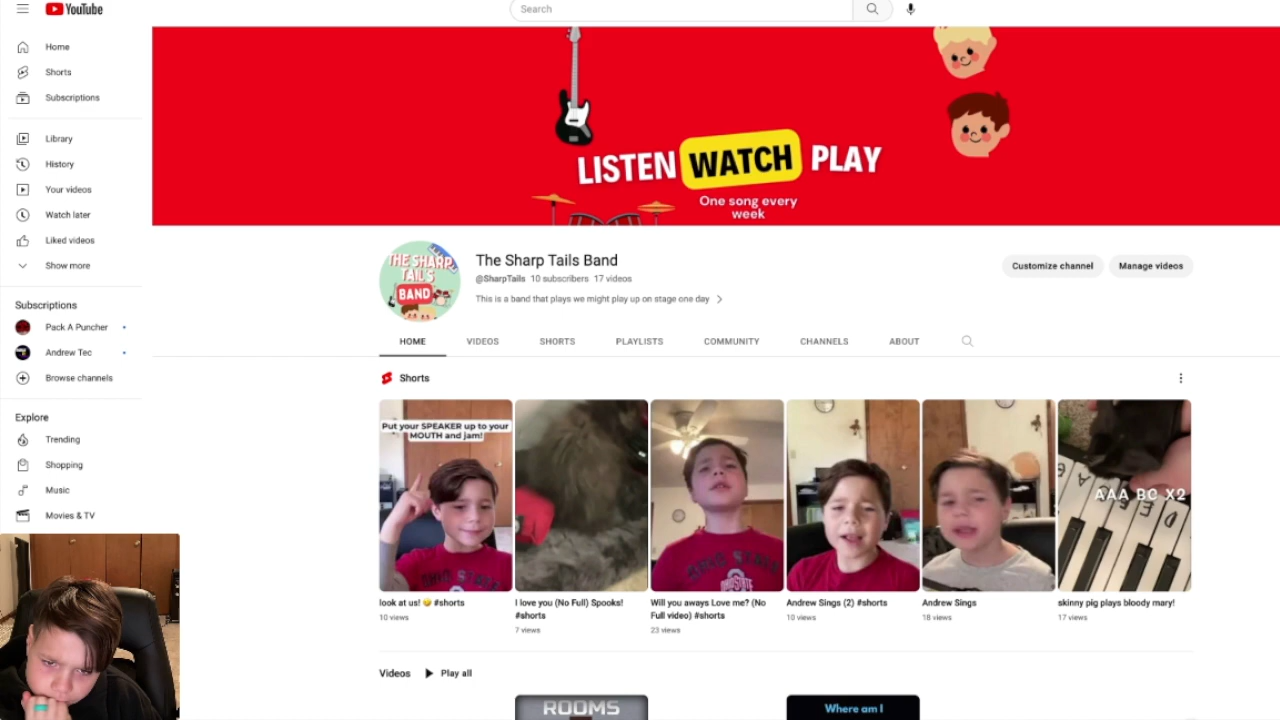 YouTube
Search
Home
Shorts
Subscriptions
Library
History
Your videos
Watch later
Liked videos
Show more
Subscriptions
Pack A Puncher
Andrew Tec
Browse channels
Explore
Trending
Shopping
Music
Movies & TV
LISTEN WATCH PLAY
One song every
week
THE SHARP
TAILS
BAND
The Sharp Tails Band
@SharpTails 10 subscribers 17 videos
This is a band that plays we might play up on stage one day
Customize channel
Manage videos
HOME VIDEOS SHORTS PLAYLISTS COMMUNITY CHANNELS ABOUT
Shorts
Put your SPEAKER up to your
MOUTH and jam!
OHIO STATE
OHIO STATE
AAA BC X2
look at us! 😏 #shorts
10 views
I love you (No Full) Spooks!
#shorts
7 views
Will you aways Love me? (No
Full video) #shorts
23 views
Andrew Sings (2) #shorts
10 views
Andrew Sings
18 views
skinny pig plays bloody mary!
17 views
Videos
Play all
ROOMS
Where am I